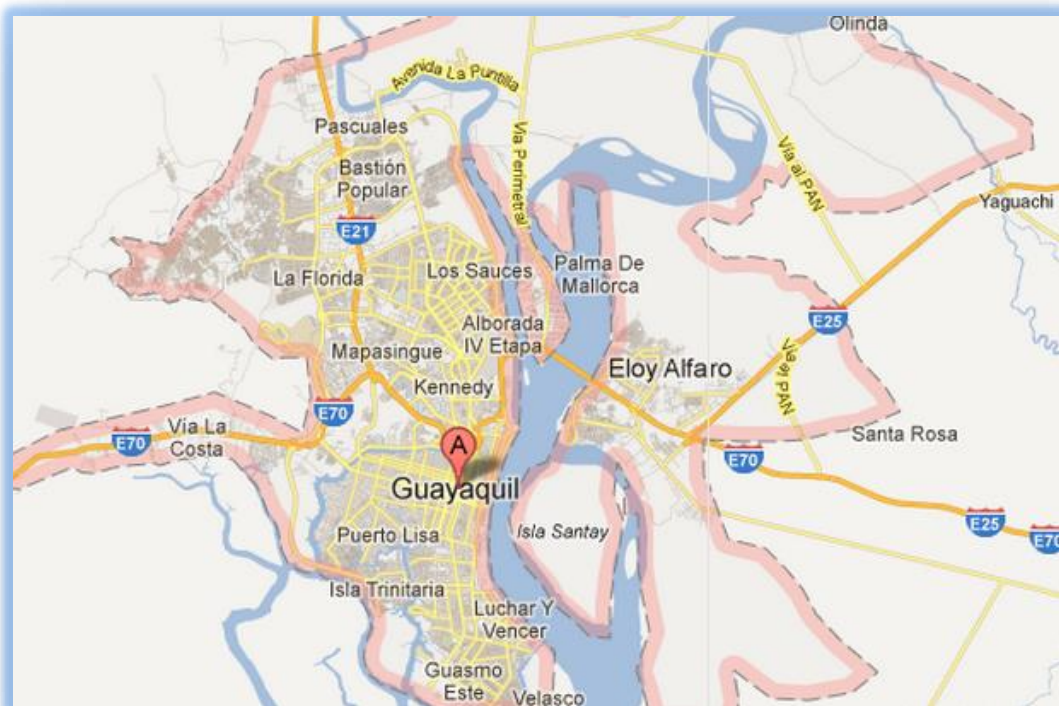 Olinda
Avenida La Puntilla
Pascuales
Vía Perimetral
Bastión
Popular
Vía al PAN
Yaguachi
E21
La Florida
Los Sauces
Palma De
Mallorca
E25
Alborada
IV Etapa
Mapasingue
Eloy Alfaro
Vía el PAN
Kennedy
E70
Vía La
Costa
E70
A
Santa Rosa
E70
Guayaquil
E25
Isla Santay
Puerto Lisa
E70
Isla Trinitaria
Luchar Y
Vencer
Guasmo
Este
Velasco